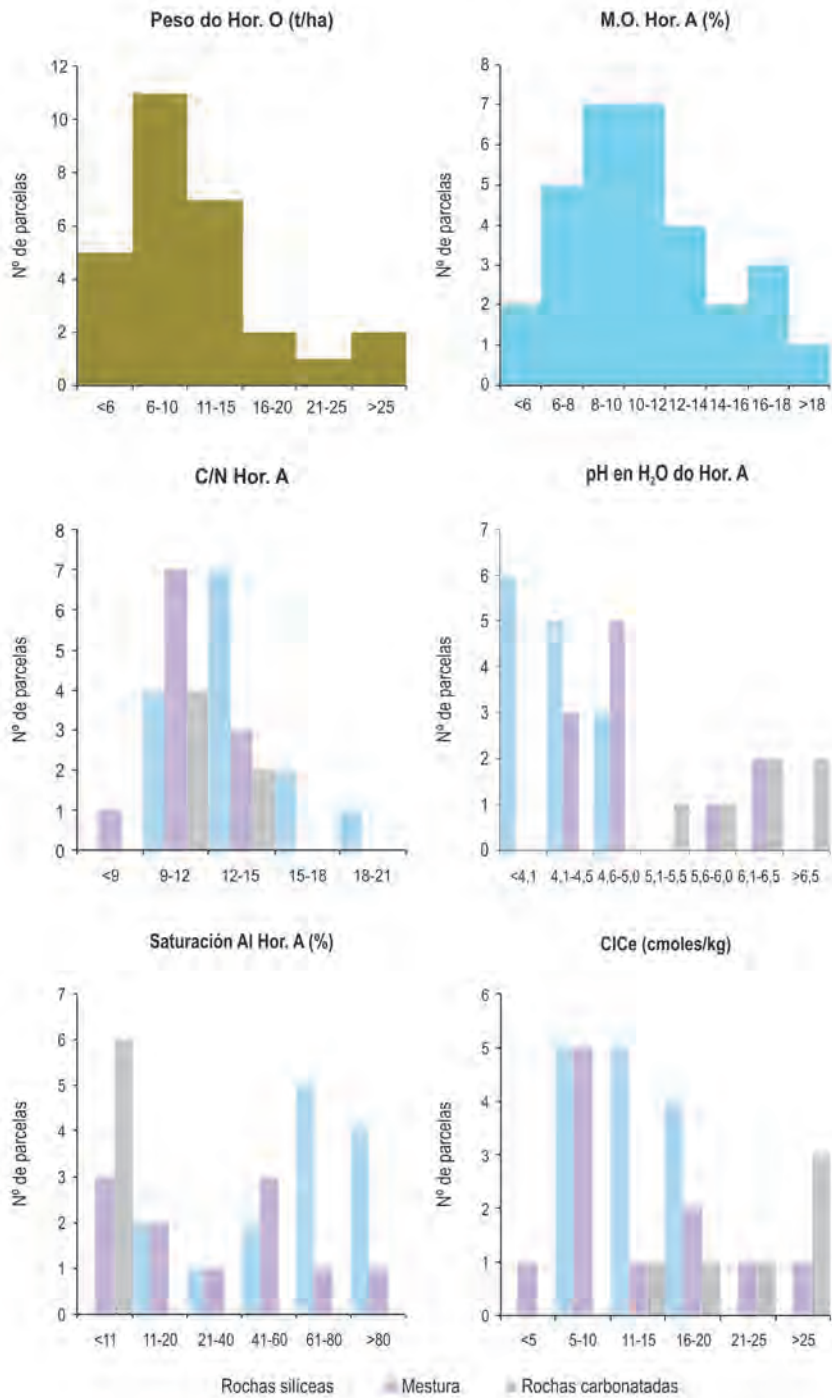 Peso do Hor. O (t/ha)
12
10
8
6
4
2
0
Nº de parcelas
<6 6-10 11-15 16-20 21-25 >25
M.O. Hor. A (%)
8
7
6
5
4
3
2
1
0
Nº de parcelas
<6 6-8 8-10 10-12 12-14 14-16 16-18 >18
C/N Hor. A
8
7
6
5
4
3
2
1
0
Nº de parcelas
<9 9-12 12-15 15-18 18-21
pH en H₂O do Hor. A
7
6
5
4
3
2
1
0
Nº de parcelas
<4,1 4,1-4,5 4,6-5,0 5,1-5,5 5,6-6,0 6,1-6,5 >6,5
Saturación Al Hor. A (%)
7
6
5
4
3
2
1
0
Nº de parcelas
<11 11-20 21-40 41-60 61-80 >80
CICe (cmoles/kg)
6
5
4
3
2
1
0
Nº de parcelas
<5 5-10 11-15 16-20 21-25 >25
Rochas silíceas Mestura Rochas carbonatadas